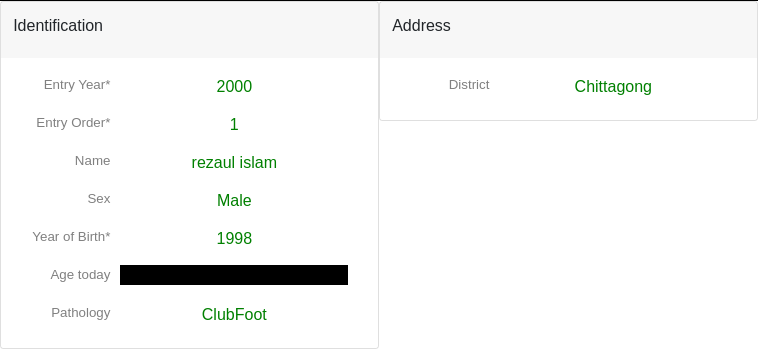 Identification
Entry Year* 2000
Entry Order* 1
Name rezaul islam
Sex Male
Year of Birth* 1998
Age today
Pathology ClubFoot
Address
District Chittagong